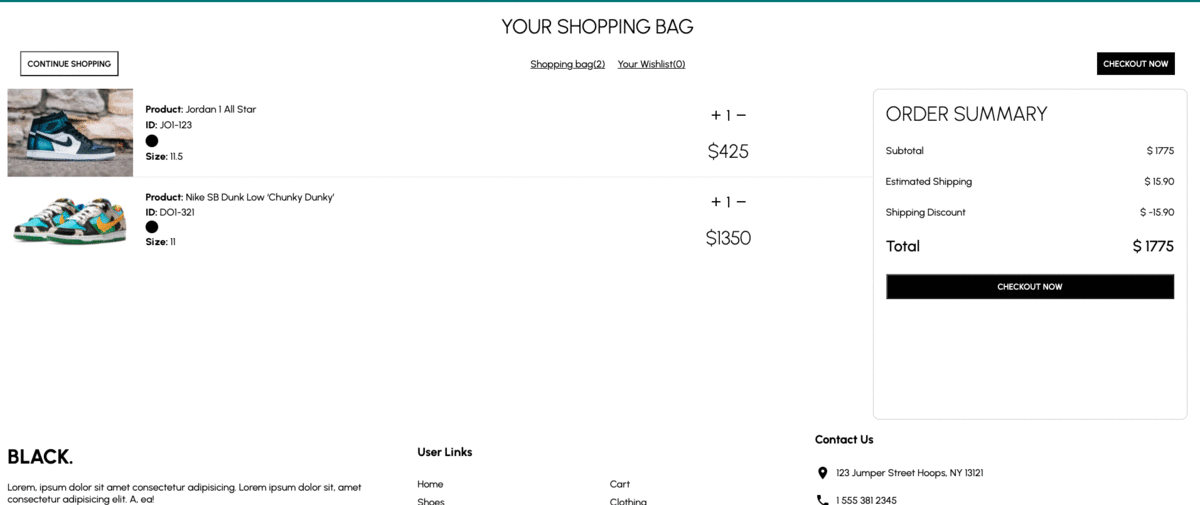 YOUR SHOPPING BAG
CONTINUE SHOPPING
Shopping bag(2) Your Wishlist(0)
CHECKOUT NOW
Product: Jordan 1 All Star
ID: JO1-123
Size: 11.5
+ 1 −
$425
Product: Nike SB Dunk Low 'Chunky Dunky'
ID: DO1-321
Size: 11
+ 1 −
$1350
ORDER SUMMARY
Subtotal $ 1775
Estimated Shipping $ 15.90
Shipping Discount $ -15.90
Total $ 1775
CHECKOUT NOW
BLACK.
Lorem, ipsum dolor sit amet consectetur adipisicing. Lorem ipsum dolor sit, amet
consectetur adipisicing elit. A, ea!
User Links
Home Cart
Shoes Clothing
Contact Us
123 Jumper Street Hoops, NY 13121
1 555 381 2345